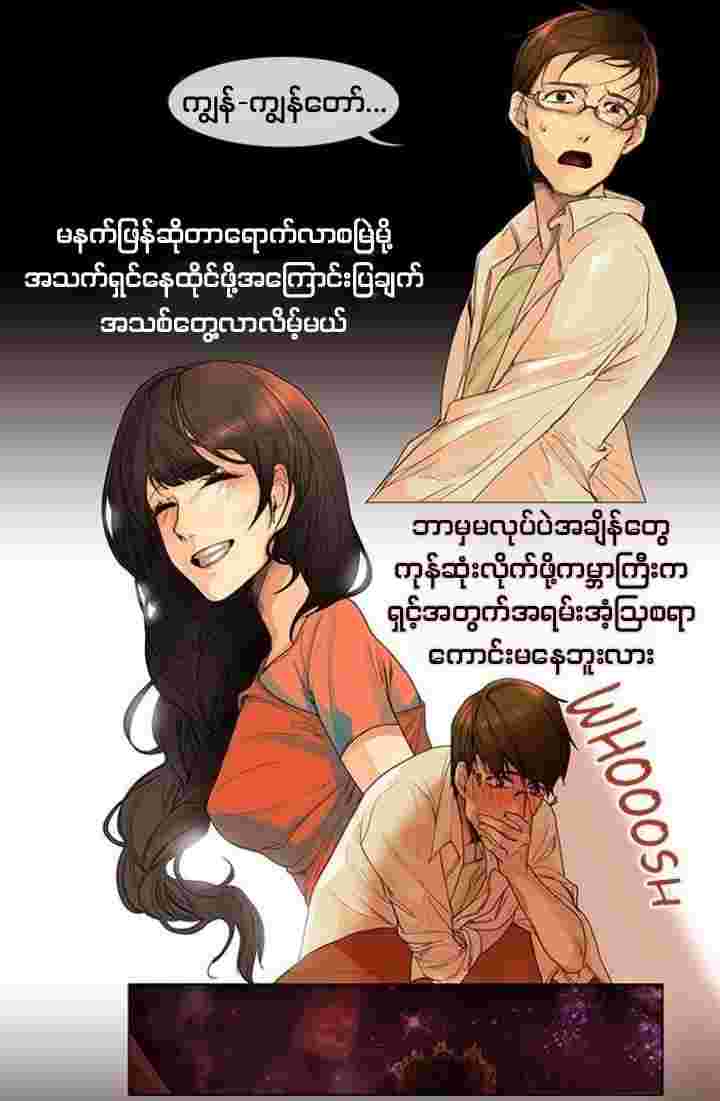 ကျွန်-ကျွန်တော်...
မနက်ဖြန်ဆိုတာရောက်လာစမြဲမို့
အသက်ရှင်နေထိုင်ဖို့အကြောင်းပြချက်
အသစ်တွေ့လာလိမ့်မယ်
ဘာမှမလုပ်ပဲအချိန်တွေ
ကုန်ဆုံးလိုက်ဖို့ကမ္ဘာကြီးက
ရှင့်အတွက်အရမ်းအံ့ဩစရာ
ကောင်းမနေဘူးလား
WHOOOOSH